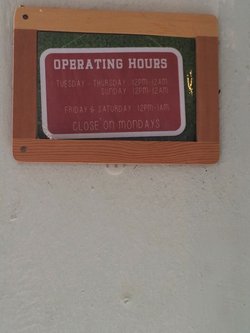 OPERATING HOURS
TUESDAY - THURSDAY 12PM-12AM
SUNDAY 12PM-12AM
FRIDAY & SATURDAY 12PM-1AM
CLOSE ON MONDAYS